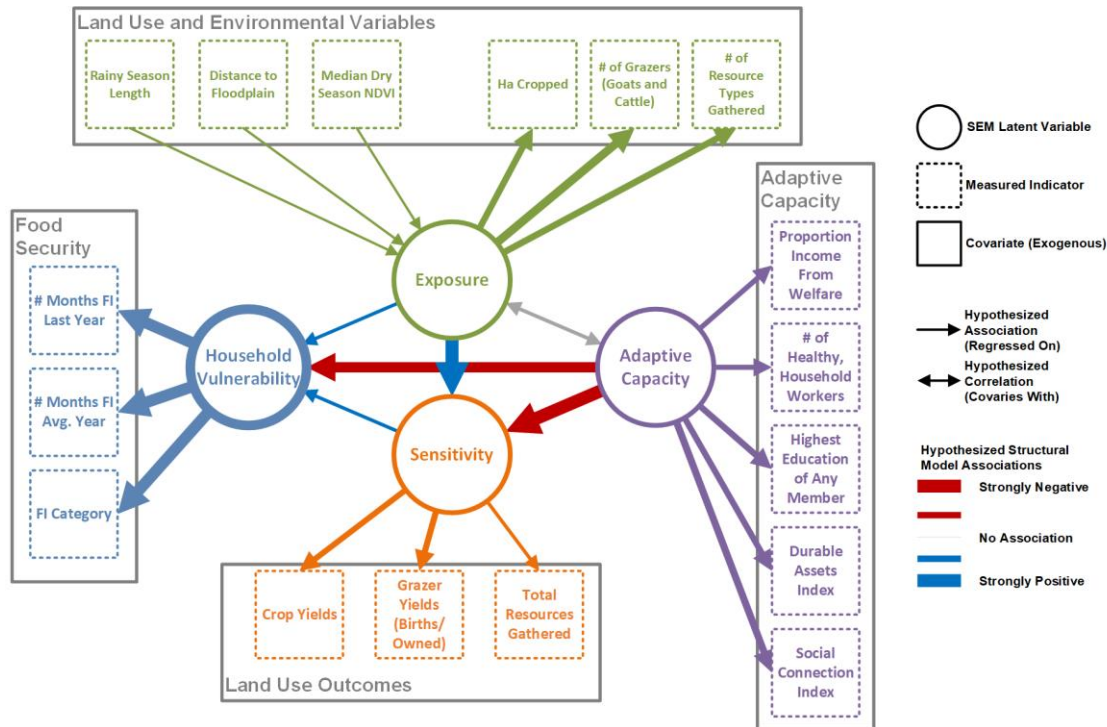 Land Use and Environmental Variables
Rainy Season
Length
Distance to
Floodplain
Median Dry
Season NDVI
Ha Cropped
# of Grazers
(Goats and
Cattle)
# of
Resource
Types
Gathered
SEM Latent Variable
Measured Indicator
Covariate (Exogenous)
Hypothesized
Association
(Regressed On)
Hypothesized
Correlation
(Covaries With)
Hypothesized Structural
Model Associations
Strongly Negative
No Association
Strongly Positive
Food
Security
# Months FI
Last Year
# Months FI
Avg. Year
FI Category
Household
Vulnerability
Exposure
Sensitivity
Adaptive
Capacity
Adaptive
Capacity
Proportion
Income
From
Welfare
# of
Healthy,
Household
Workers
Highest
Education
of Any
Member
Durable
Assets
Index
Social
Connection
Index
Crop Yields
Grazer
Yields
(Births/
Owned)
Total
Resources
Gathered
Land Use Outcomes